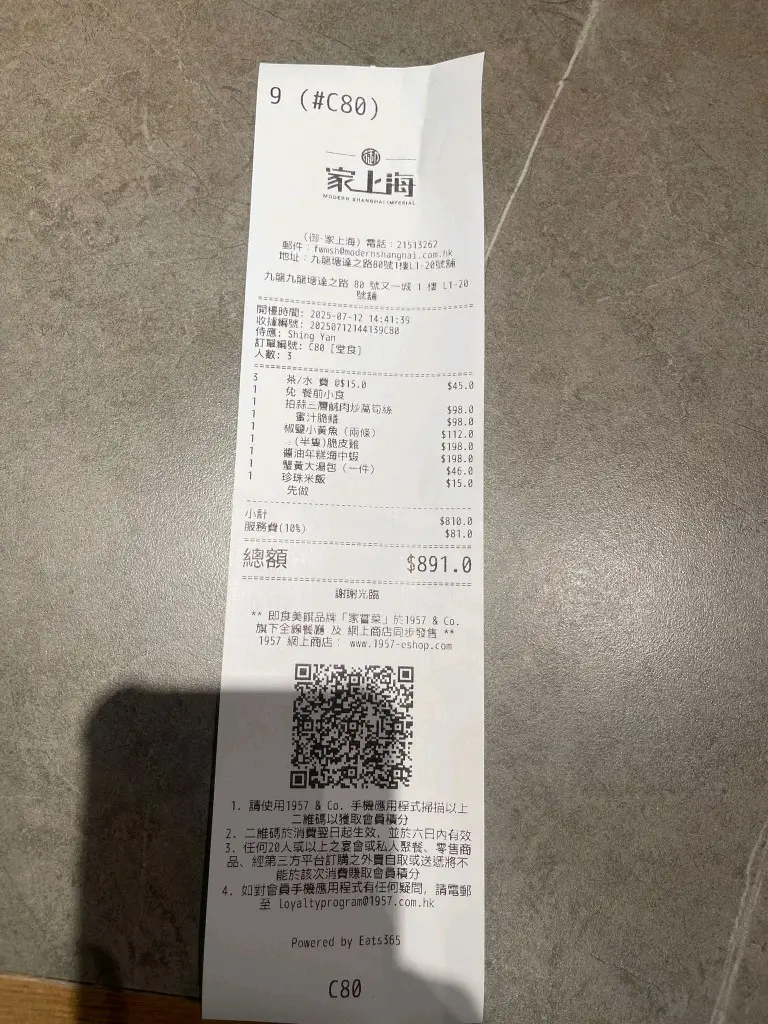 9 (#C80)
御
家上海
MODERN SHANGHAI IMPERIAL
(御·家上海) 電話：21513262
郵件：fwmsh@modernshanghai.com.hk
地址：九龍塘達之路80號1樓L1-20號舖
九龍九龍塘達之路 80 號又一城 1 樓 L1-20
號舖
開檯時間: 2025-07-12 14:41:39
收據編號: 20250712144139C80
侍應: Shing Yan
訂單編號: C80 [堂食]
人數: 3
3 茶/水 費 @$15.0 $45.0
1 免 餐前小食
1 拍蒜三層鹹肉炒萵筍絲 $98.0
1 蜜汁脆鱔 $98.0
1 椒鹽小黃魚（兩條） $112.0
1 ..(半隻)脆皮雞 $198.0
1 醬油年糕海中蝦 $198.0
1 蟹黃大湯包（一件） $46.0
1 珍珠米飯 $15.0
先做
小計 $810.0
服務費(10%) $81.0
總額 $891.0
謝謝光臨
** 即食美饌品牌「家嘗菜」於1957 & Co.
旗下全線餐廳 及 網上商店同步發售 **
1957 網上商店： www.1957-eshop.com
1. 請使用1957 & Co. 手機應用程式掃描以上
二維碼以獲取會員積分
2. 二維碼於消費翌日起生效，並於六日內有效
3. 任何20人或以上之宴會或私人聚餐、零售商
品、經第三方平台訂購之外賣自取或送遞將不
能於該次消費賺取會員積分
4. 如對會員手機應用程式有任何疑問，請電郵
至 loyaltyprogram@1957.com.hk
Powered by Eats365
C80